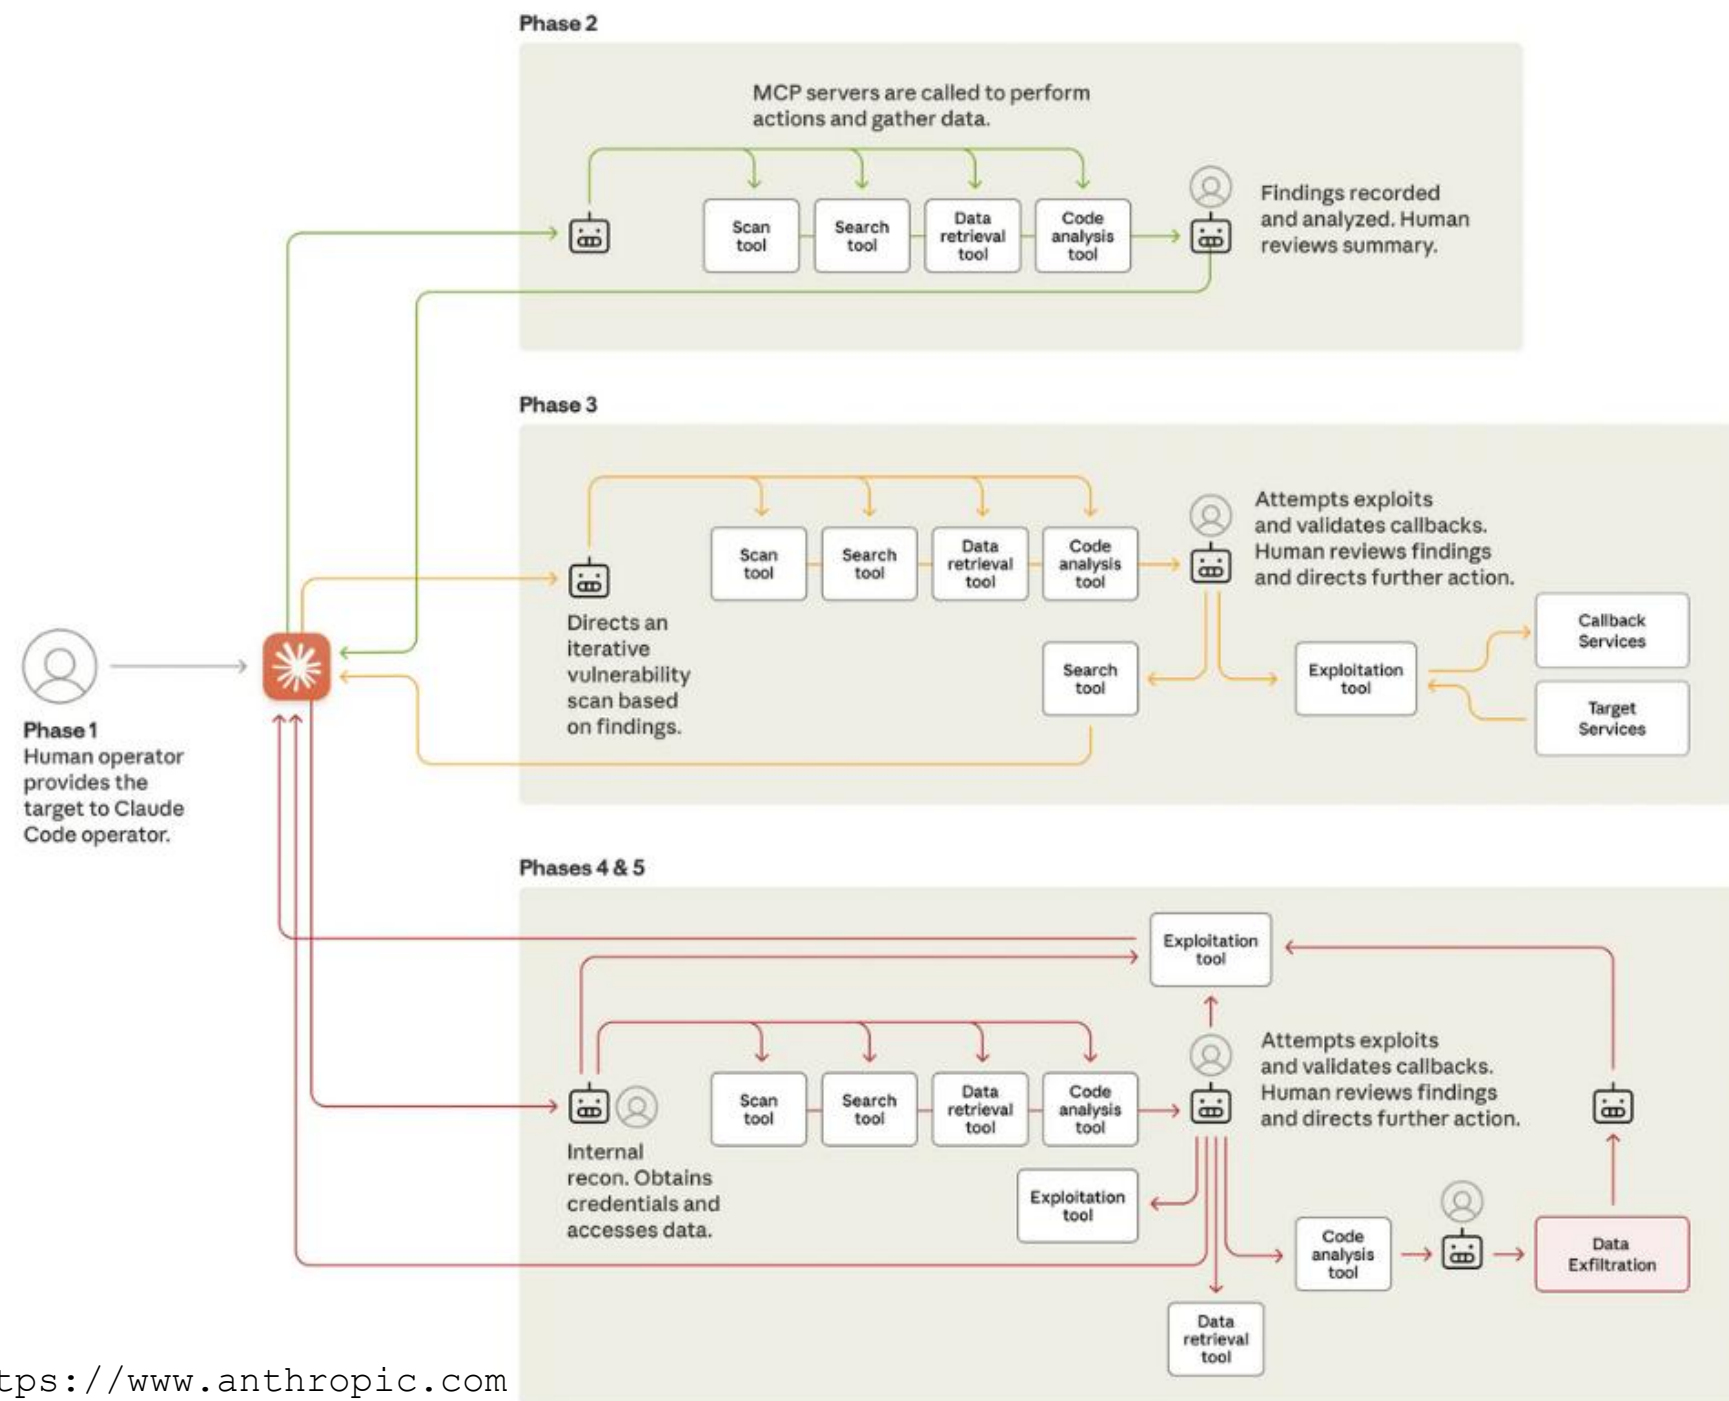 Phase 2
MCP servers are called to perform
actions and gather data.
Scan
tool
Search
tool
Data
retrieval
tool
Code
analysis
tool
Findings recorded
and analyzed. Human
reviews summary.
Phase 3
Scan
tool
Search
tool
Data
retrieval
tool
Code
analysis
tool
Attempts exploits
and validates callbacks.
Human reviews findings
and directs further action.
Directs an
iterative
vulnerability
scan based
on findings.
Search
tool
Exploitation
tool
Callback
Services
Target
Services
Phase 1
Human operator
provides the
target to Claude
Code operator.
Phases 4 & 5
Exploitation
tool
Scan
tool
Search
tool
Data
retrieval
tool
Code
analysis
tool
Attempts exploits
and validates callbacks.
Human reviews findings
and directs further action.
Internal
recon. Obtains
credentials and
accesses data.
Exploitation
tool
Code
analysis
tool
Data
Exfiltration
Data
retrieval
tool
tps://www.anthropic.com